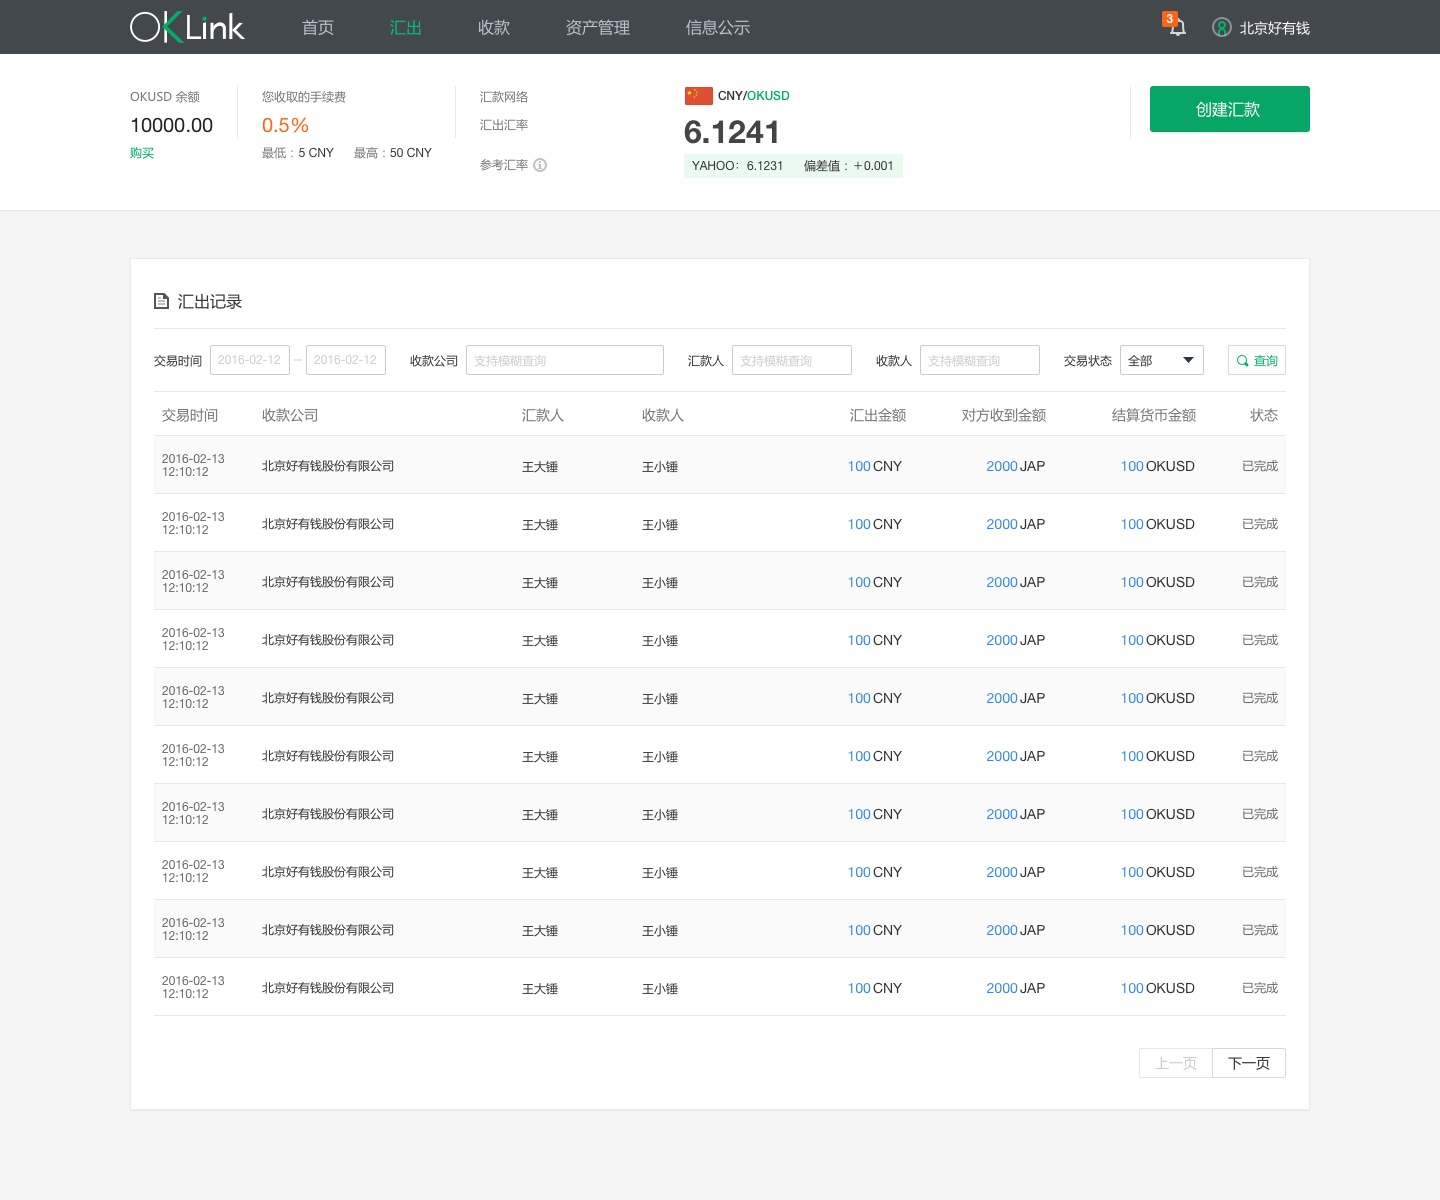 OKLink 首页 汇出 收款 资产管理 信息公示 3 北京好有钱
OKUSD 余额 您收取的手续费 汇款网络 CNY/OKUSD 创建汇款
10000.00 0.5% 汇出汇率 6.1241
购买 最低：5 CNY 最高：50 CNY 参考汇率 YAHOO：6.1231 偏差值：+0.001
汇出记录
交易时间 2016-02-12 – 2016-02-12 收款公司 支持模糊查询 汇款人 支持模糊查询 收款人 支持模糊查询 交易状态 全部 查询
交易时间 收款公司 汇款人 收款人 汇出金额 对方收到金额 结算货币金额 状态
2016-02-13
12:10:12 北京好有钱股份有限公司 王大锤 王小锤 100 CNY 2000 JAP 100 OKUSD 已完成
2016-02-13
12:10:12 北京好有钱股份有限公司 王大锤 王小锤 100 CNY 2000 JAP 100 OKUSD 已完成
2016-02-13
12:10:12 北京好有钱股份有限公司 王大锤 王小锤 100 CNY 2000 JAP 100 OKUSD 已完成
2016-02-13
12:10:12 北京好有钱股份有限公司 王大锤 王小锤 100 CNY 2000 JAP 100 OKUSD 已完成
2016-02-13
12:10:12 北京好有钱股份有限公司 王大锤 王小锤 100 CNY 2000 JAP 100 OKUSD 已完成
2016-02-13
12:10:12 北京好有钱股份有限公司 王大锤 王小锤 100 CNY 2000 JAP 100 OKUSD 已完成
2016-02-13
12:10:12 北京好有钱股份有限公司 王大锤 王小锤 100 CNY 2000 JAP 100 OKUSD 已完成
2016-02-13
12:10:12 北京好有钱股份有限公司 王大锤 王小锤 100 CNY 2000 JAP 100 OKUSD 已完成
2016-02-13
12:10:12 北京好有钱股份有限公司 王大锤 王小锤 100 CNY 2000 JAP 100 OKUSD 已完成
2016-02-13
12:10:12 北京好有钱股份有限公司 王大锤 王小锤 100 CNY 2000 JAP 100 OKUSD 已完成
上一页 下一页